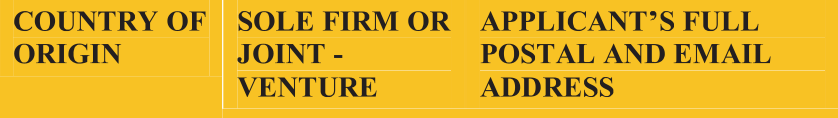 COUNTRY OF
ORIGIN
SOLE FIRM OR
JOINT -
VENTURE
APPLICANT’S FULL
POSTAL AND EMAIL
ADDRESS